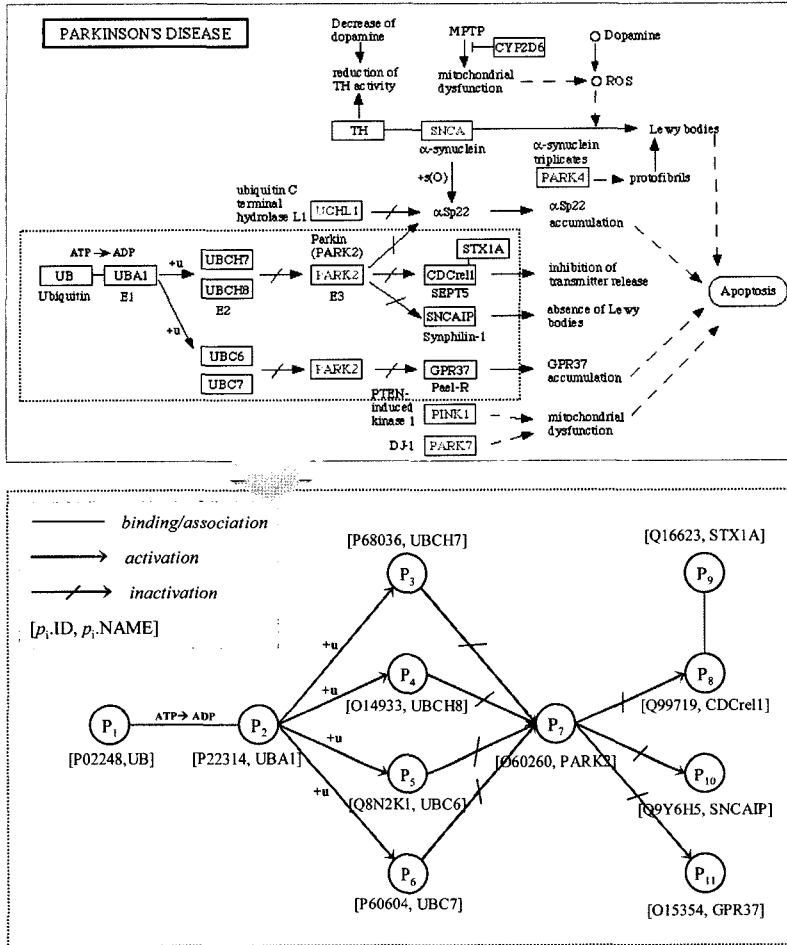 PARKINSON'S DISEASE
Decrease of
dopamine
reduction of
TH activity
MPTP
CYP2D6
mitochondrial
dysfunction
Dopamine
ROS
TH
SNCA
α-synuclein
Lewy bodies
α-synuclein
triplicates
PARK4
protofibrils
+s(O)
ubiquitin C
terminal
hydrolase L1
UCHL1
αSp22
αSp22
accumulation
ATP → ADP
UB
Ubiquitin
UBA1
E1
+u
+u
UBCH7
UBCH8
E2
Parkin
(PARK2)
PARK2
E3
STX1A
CDCrel1
SEPT5
inhibition of
transmitter release
Apoptosis
SNCAIP
Synphilin-1
absence of Lewy
bodies
UBC6
UBC7
PARK2
GPR37
Pael-R
GPR37
accumulation
PTEN-
induced
kinase 1
PINK1
mitochondrial
dysfunction
DJ-1
PARK7
binding/association
activation
inactivation
[pi.ID, pi.NAME]
[P68036, UBCH7]
P3
[Q16623, STX1A]
P9
+u
+u
+u
+u
P4
[O14933, UBCH8]
P8
[Q99719, CDCrel1]
P1
[P02248,UB]
ATP → ADP
P2
[P22314, UBA1]
P7
[O60260, PARK2]
P5
[Q8N2K1, UBC6]
P10
[Q9Y6H5, SNCAIP]
P6
[P60604, UBC7]
P11
[O15354, GPR37]